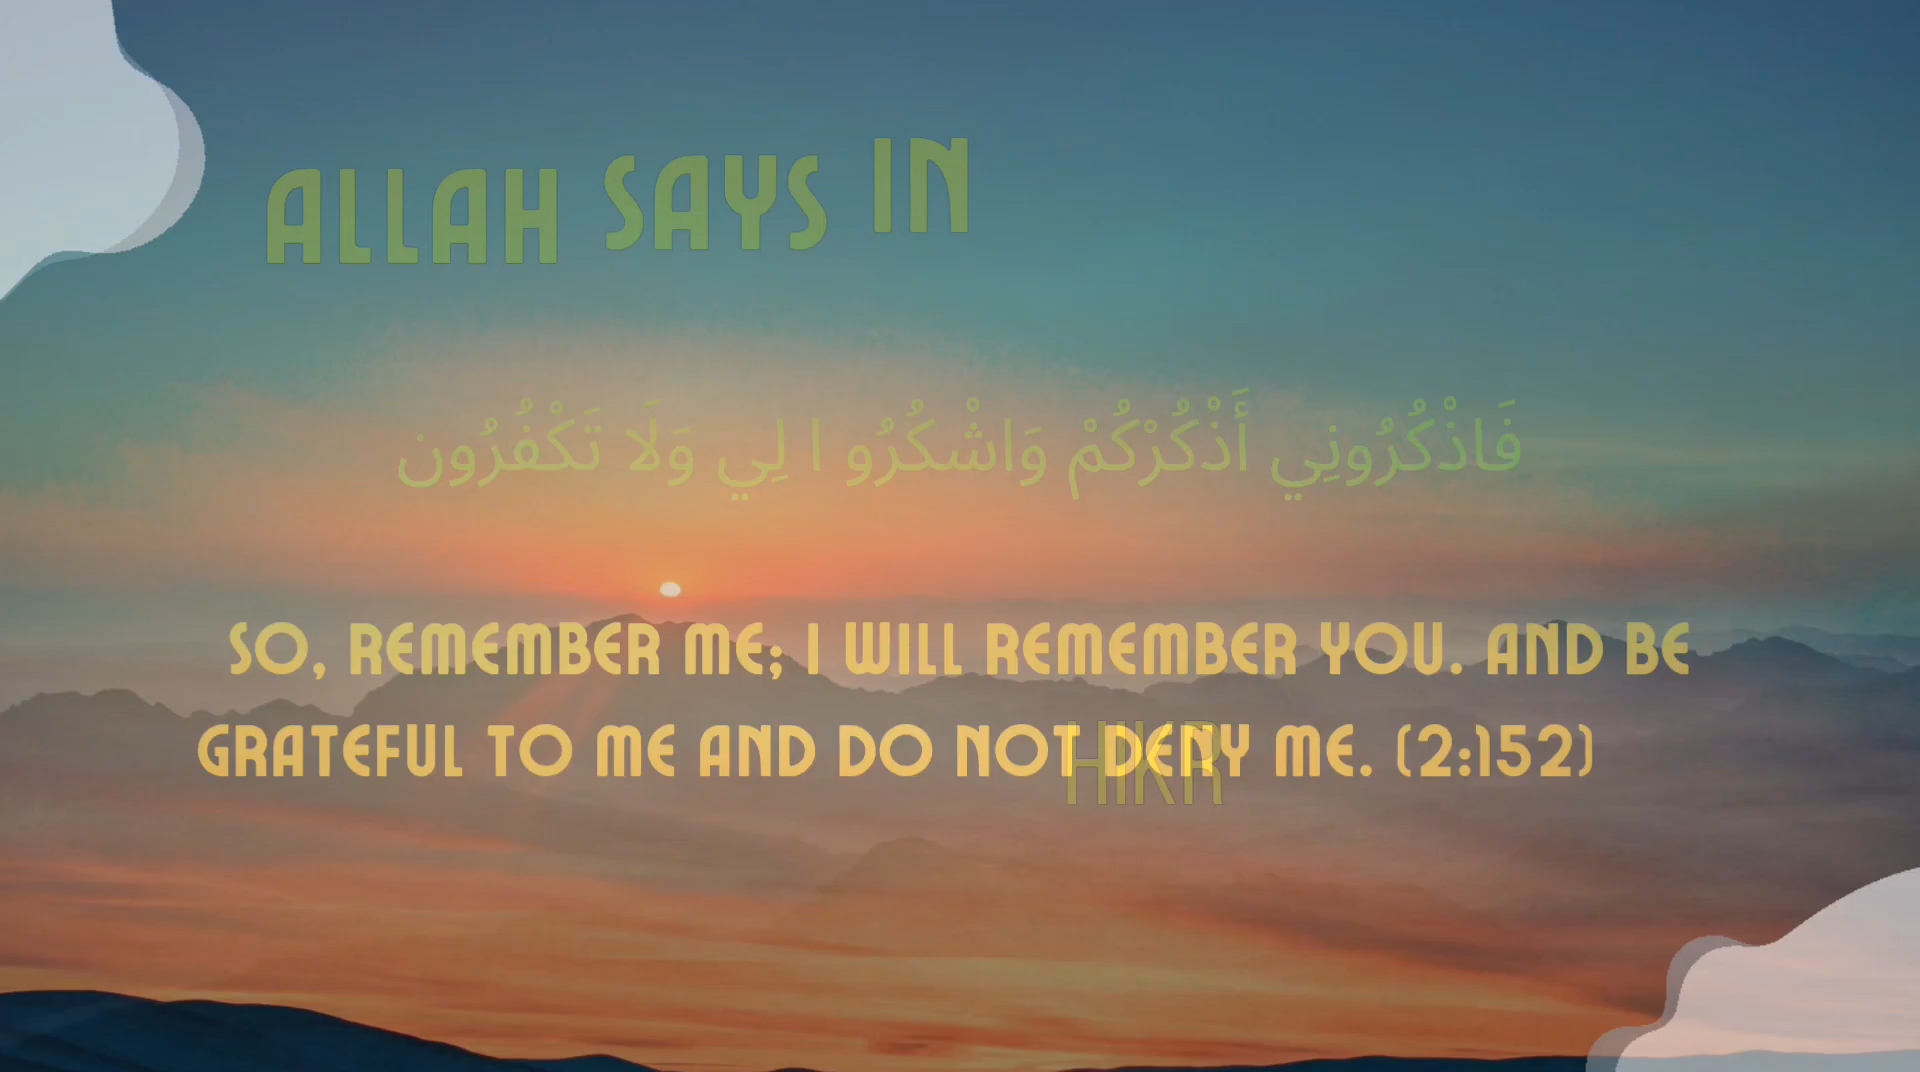 ALLAH SAYS IN
فَاذْكُرُونِي أَذْكُرْكُمْ وَاشْكُرُو ا لِي وَلَا تَكْفُرُون
SO, REMEMBER ME; I WILL REMEMBER YOU. AND BE
GRATEFUL TO ME AND DO NOT DENY ME. (2:152)
HIKR